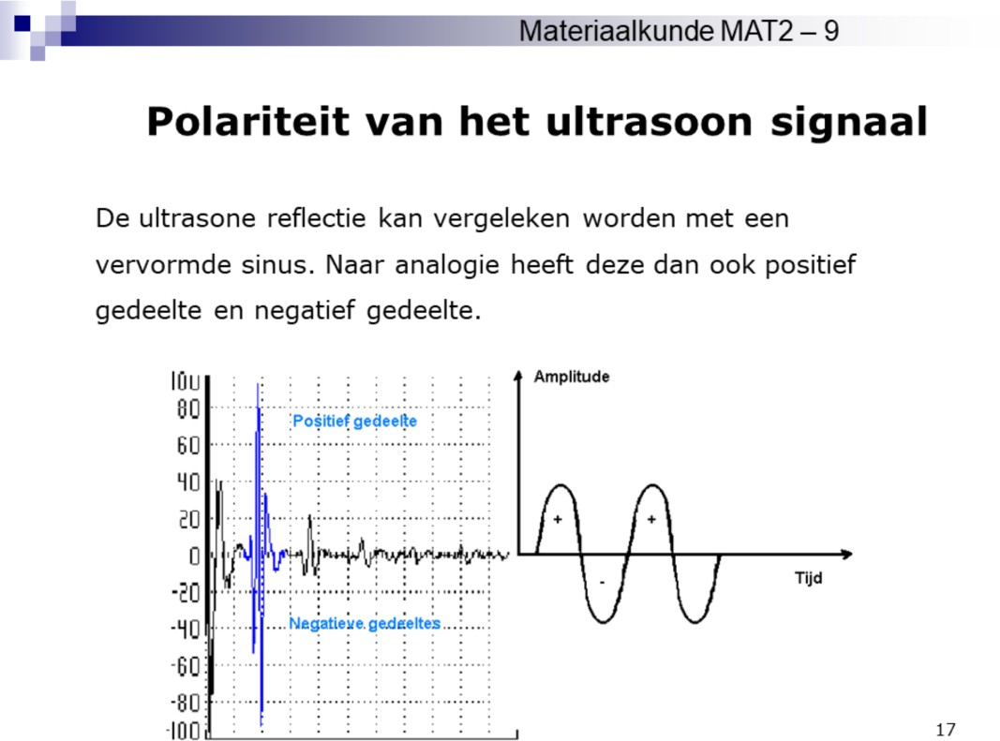 Materiaalkunde MAT2 – 9
Polariteit van het ultrasoon signaal
De ultrasone reflectie kan vergeleken worden met een
vervormde sinus. Naar analogie heeft deze dan ook positief
gedeelte en negatief gedeelte.
100
80
60
40
20
0
-20
-40
-60
-80
-100
Positief gedeelte
Negatieve gedeeltes
Amplitude
+
+
-
Tijd
17